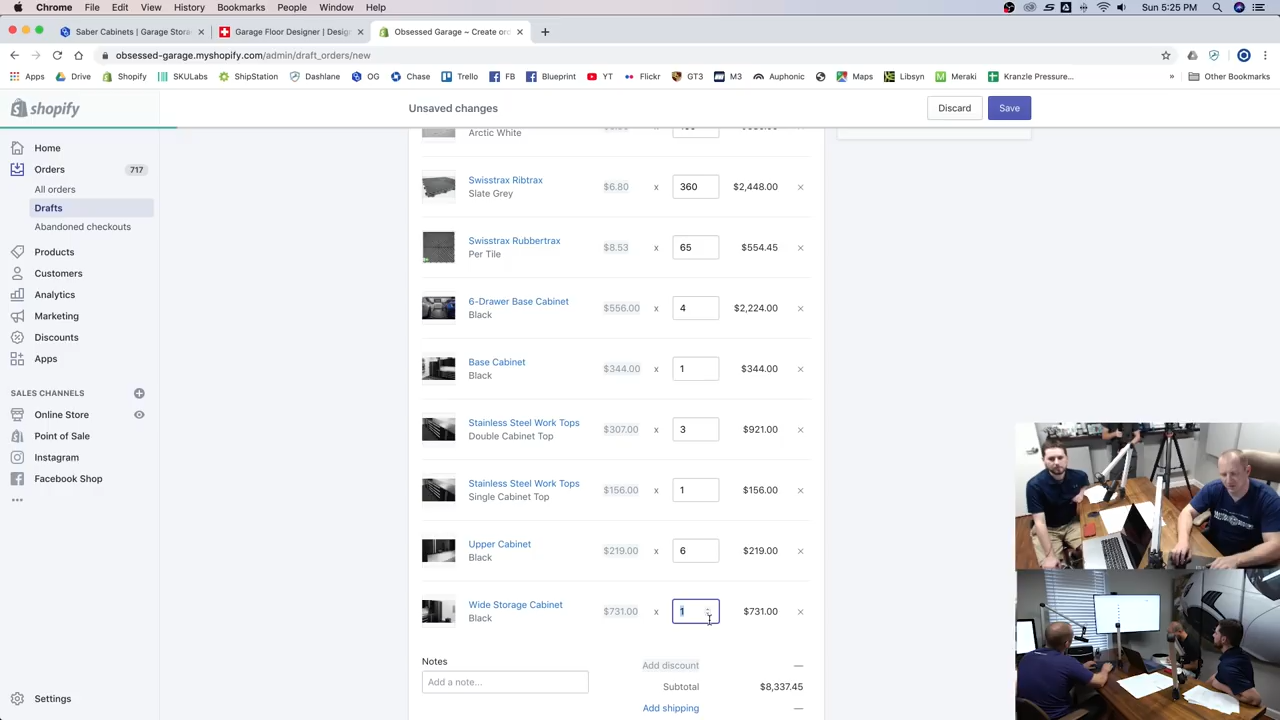 Chrome File Edit View History Bookmarks People Window Help Sun 5:25 PM
Saber Cabinets | Garage Stora × Garage Floor Designer | Desig × Obsessed Garage ~ Create orc × +
obsessed-garage.myshopify.com/admin/draft_orders/new
Apps Drive Shopify SKULabs ShipStation Dashlane OG Chase Trello FB Blueprint YT Flickr GT3 M3 Auphonic Maps Libsyn Meraki Kranzle Pressure... » Other Bookmarks
shopify
Unsaved changes
Discard
Save
Home
Orders 717
All orders
Drafts
Abandoned checkouts
Products
Customers
Analytics
Marketing
Discounts
Apps
SALES CHANNELS
Online Store
Point of Sale
Instagram
Facebook Shop
Settings
Arctic White
Swisstrax Ribtrax
Slate Grey
$6.80 x 360 $2,448.00 ×
Swisstrax Rubbertrax
Per Tile
$8.53 x 65 $554.45 ×
6-Drawer Base Cabinet
Black
$556.00 x 4 $2,224.00 ×
Base Cabinet
Black
$344.00 x 1 $344.00 ×
Stainless Steel Work Tops
Double Cabinet Top
$307.00 x 3 $921.00 ×
Stainless Steel Work Tops
Single Cabinet Top
$156.00 x 1 $156.00 ×
Upper Cabinet
Black
$219.00 x 6 $219.00 ×
Wide Storage Cabinet
Black
$731.00 x 1 $731.00 ×
Notes
Add a note...
Add discount —
Subtotal $8,337.45
Add shipping —